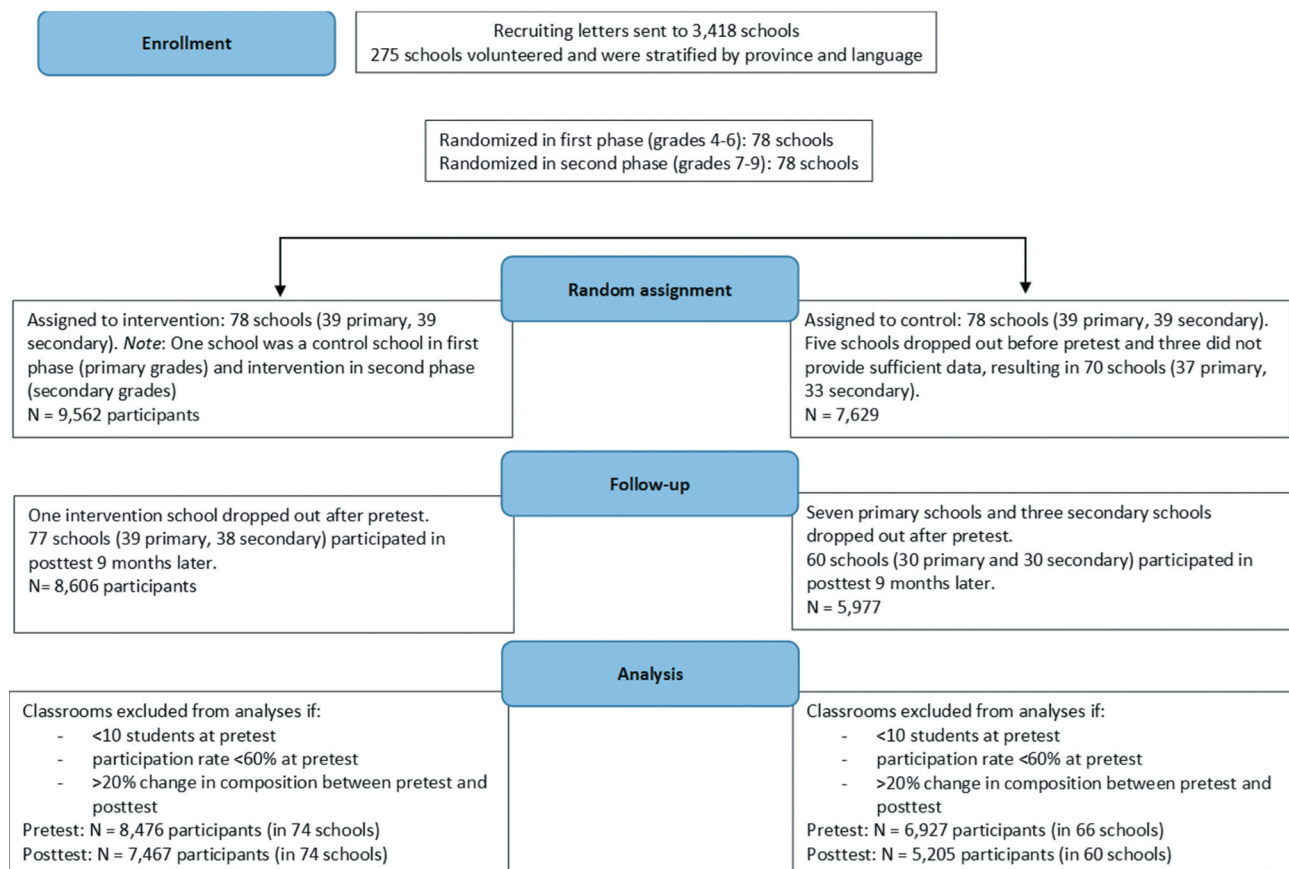 Enrollment
Recruiting letters sent to 3,418 schools
275 schools volunteered and were stratified by province and language
Randomized in first phase (grades 4-6): 78 schools
Randomized in second phase (grades 7-9): 78 schools
Random assignment
Assigned to intervention: 78 schools (39 primary, 39
secondary). Note: One school was a control school in first
phase (primary grades) and intervention in second phase
(secondary grades)
N = 9,562 participants
Assigned to control: 78 schools (39 primary, 39 secondary).
Five schools dropped out before pretest and three did not
provide sufficient data, resulting in 70 schools (37 primary,
33 secondary).
N = 7,629
Follow-up
One intervention school dropped out after pretest.
77 schools (39 primary, 38 secondary) participated in
posttest 9 months later.
N= 8,606 participants
Seven primary schools and three secondary schools
dropped out after pretest.
60 schools (30 primary and 30 secondary) participated in
posttest 9 months later.
N = 5,977
Analysis
Classrooms excluded from analyses if:
- <10 students at pretest
- participation rate <60% at pretest
- >20% change in composition between pretest and
posttest
Pretest: N = 8,476 participants (in 74 schools)
Posttest: N = 7,467 participants (in 74 schools)
Classrooms excluded from analyses if:
- <10 students at pretest
- participation rate <60% at pretest
- >20% change in composition between pretest and
posttest
Pretest: N = 6,927 participants (in 66 schools)
Posttest: N = 5,205 participants (in 60 schools)